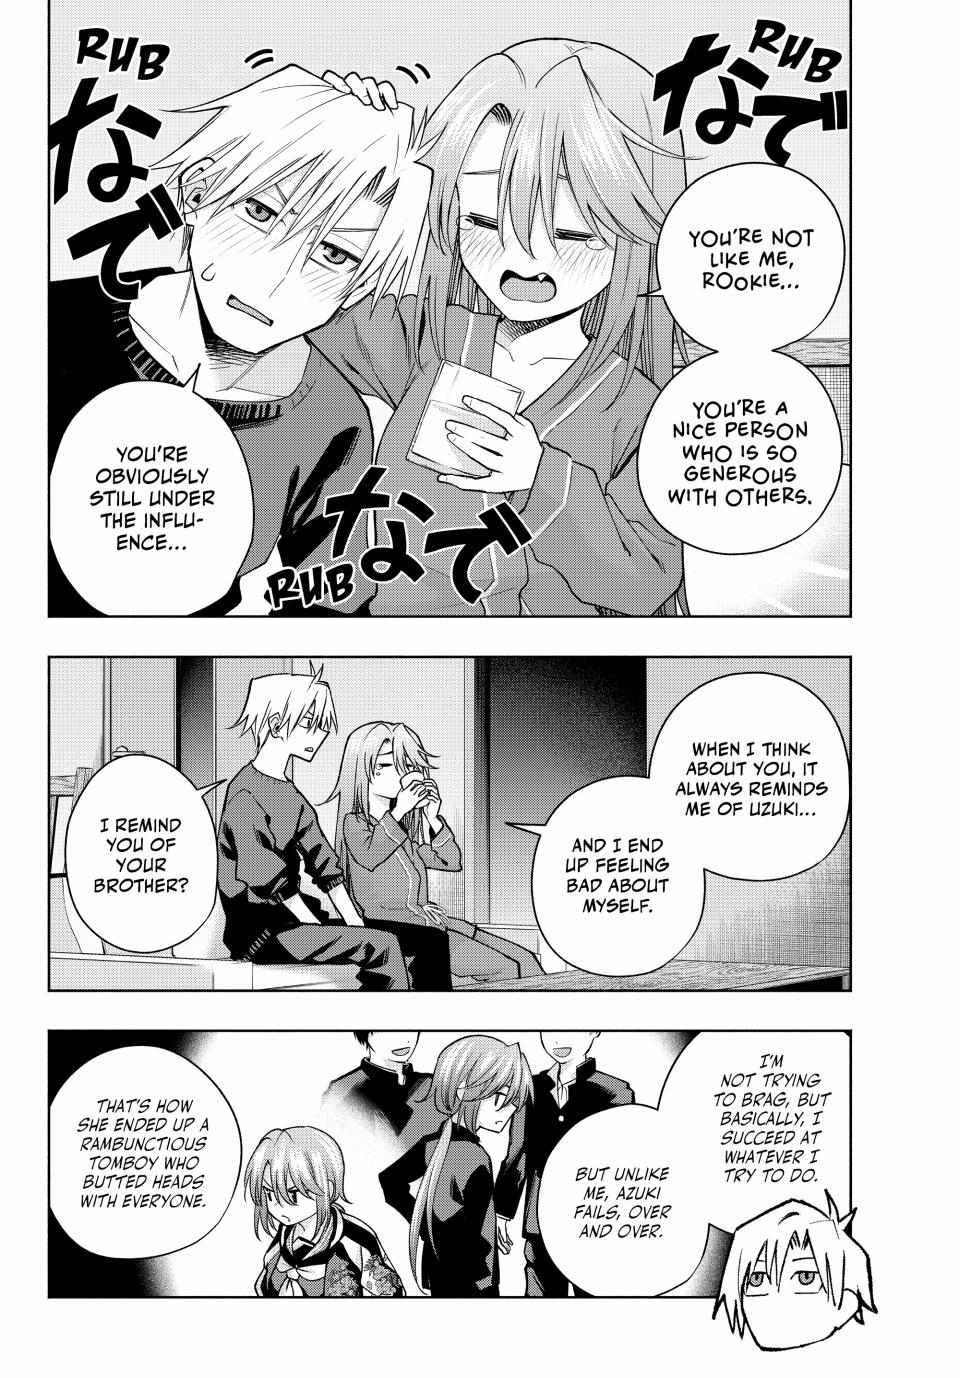 RUB
なで
YOU'RE NOT
LIKE ME,
ROOKIE...
YOU'RE A
NICE PERSON
WHO IS SO
GENEROUS
WITH OTHERS.
RUB
なで
RUB
なで
YOU'RE
OBVIOUSLY
STILL UNDER
THE INFLU-
ENCE...
WHEN I THINK
ABOUT YOU, IT
ALWAYS REMINDS
ME OF UZUKI...
AND I END
UP FEELING
BAD ABOUT
MYSELF.
I REMIND
YOU OF
YOUR
BROTHER?
I'M
NOT TRYING
TO BRAG, BUT
BASICALLY, I
SUCCEED AT
WHATEVER I
TRY TO DO.
BUT UNLIKE
ME, AZUKI
FAILS, OVER
AND OVER.
THAT'S HOW
SHE ENDED UP A
RAMBUNCTIOUS
TOMBOY WHO
BUTTED HEADS
WITH EVERYONE.